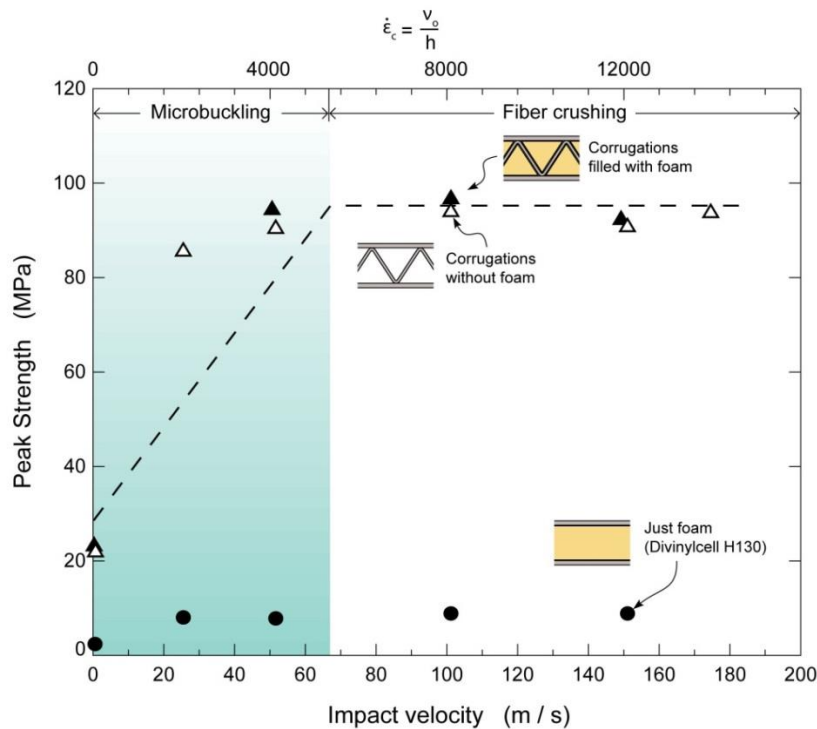 ε̇c = νo / h
0 4000 8000 12000
Microbuckling Fiber crushing
120
100
80
60
40
20
0
Peak Strength (MPa)
Corrugations
filled with foam
Corrugations
without foam
Just foam
(Divinylcell H130)
0 20 40 60 80 100 120 140 160 180 200
Impact velocity (m / s)